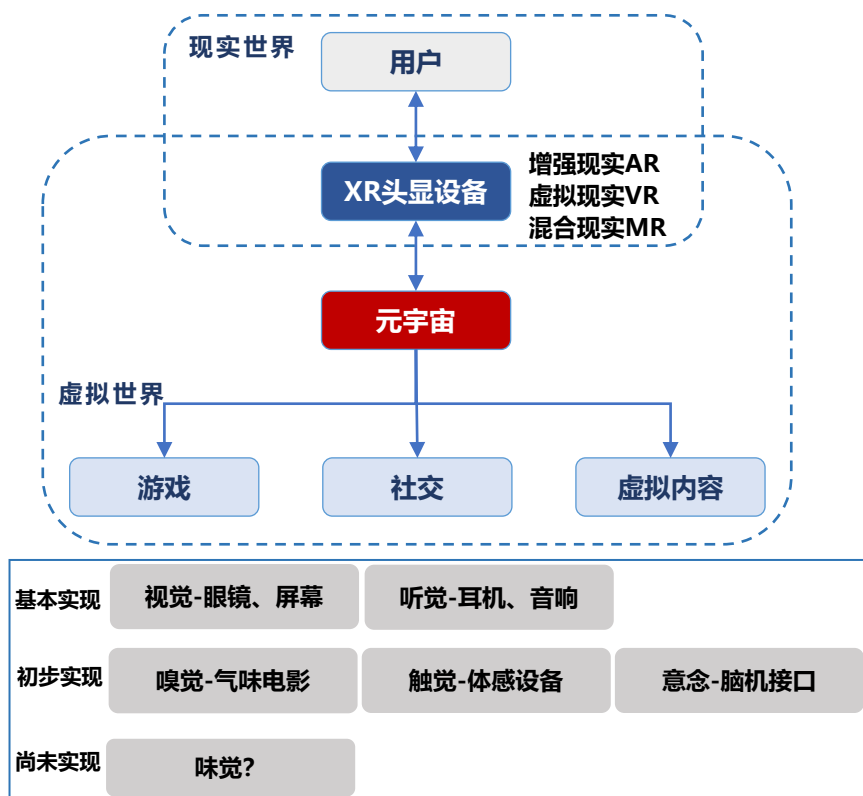 现实世界
用户
XR头显设备
增强现实AR
虚拟现实VR
混合现实MR
元宇宙
虚拟世界
游戏
社交
虚拟内容
基本实现
视觉-眼镜、屏幕
听觉-耳机、音响
初步实现
嗅觉-气味电影
触觉-体感设备
意念-脑机接口
尚未实现
味觉?